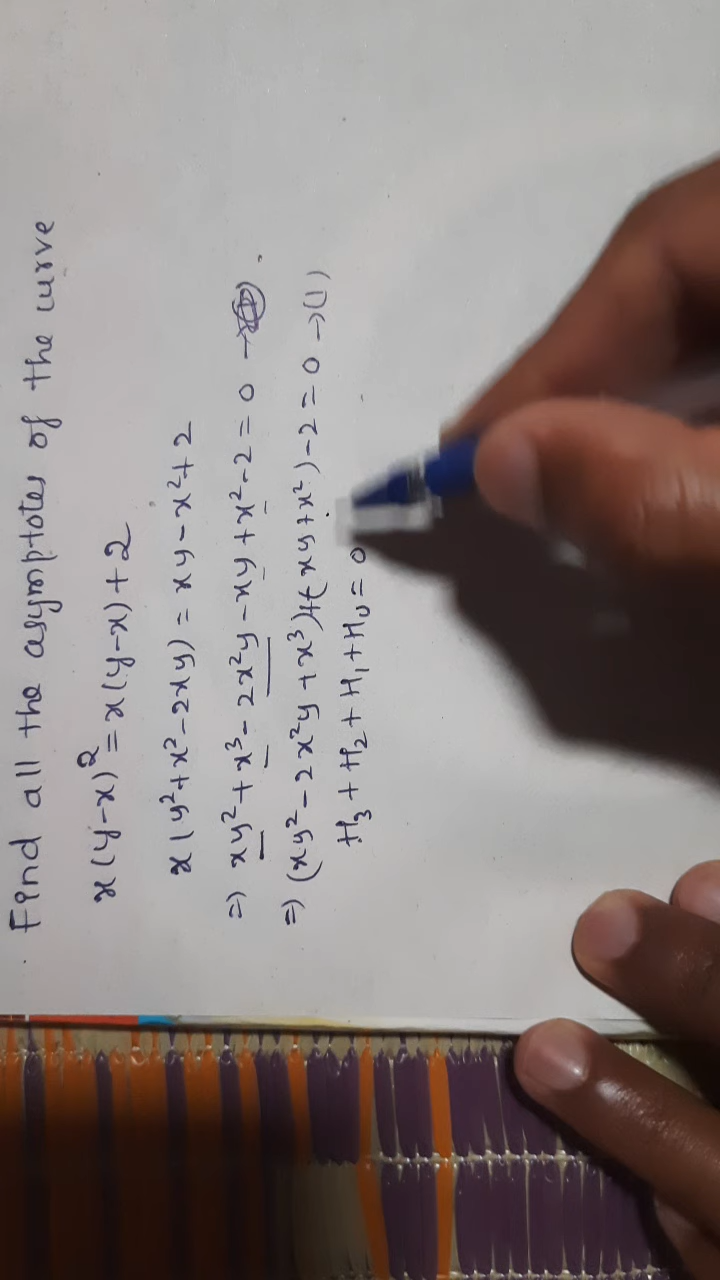 Find all the asymptotes of the curve
x(y-x)² = x(y-x)+2
x(y²+x²-2xy) = xy-x²+2
⇒ xy²+x³-2x²y-xy+x²-2=0 →
⇒ (xy²-2x²y+x³)+(-xy+x²)-2=0 →(1)
H₃+H₂+H₁+H₀=0